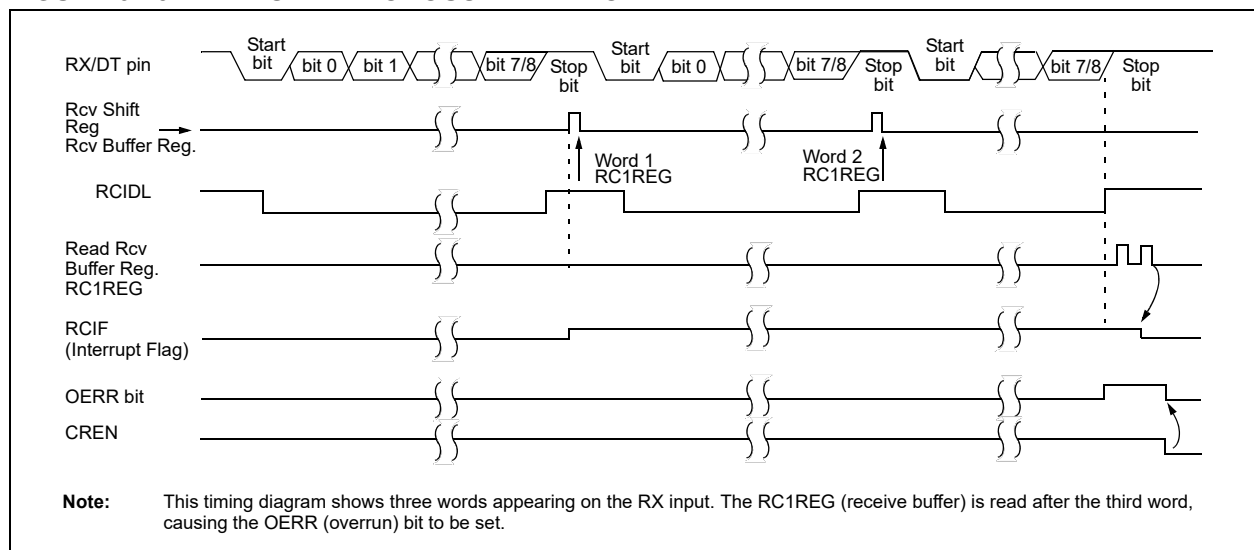 Start
bit
bit 0
bit 1
bit 7/8
Stop
bit
Start
bit
bit 0
bit 7/8
Stop
bit
Start
bit
bit 7/8
Stop
bit
RX/DT pin
Rcv Shift
Reg
Rcv Buffer Reg.
Word 1
RC1REG
Word 2
RC1REG
RCIDL
Read Rcv
Buffer Reg.
RC1REG
RCIF
(Interrupt Flag)
OERR bit
CREN
Note: This timing diagram shows three words appearing on the RX input. The RC1REG (receive buffer) is read after the third word,
causing the OERR (overrun) bit to be set.